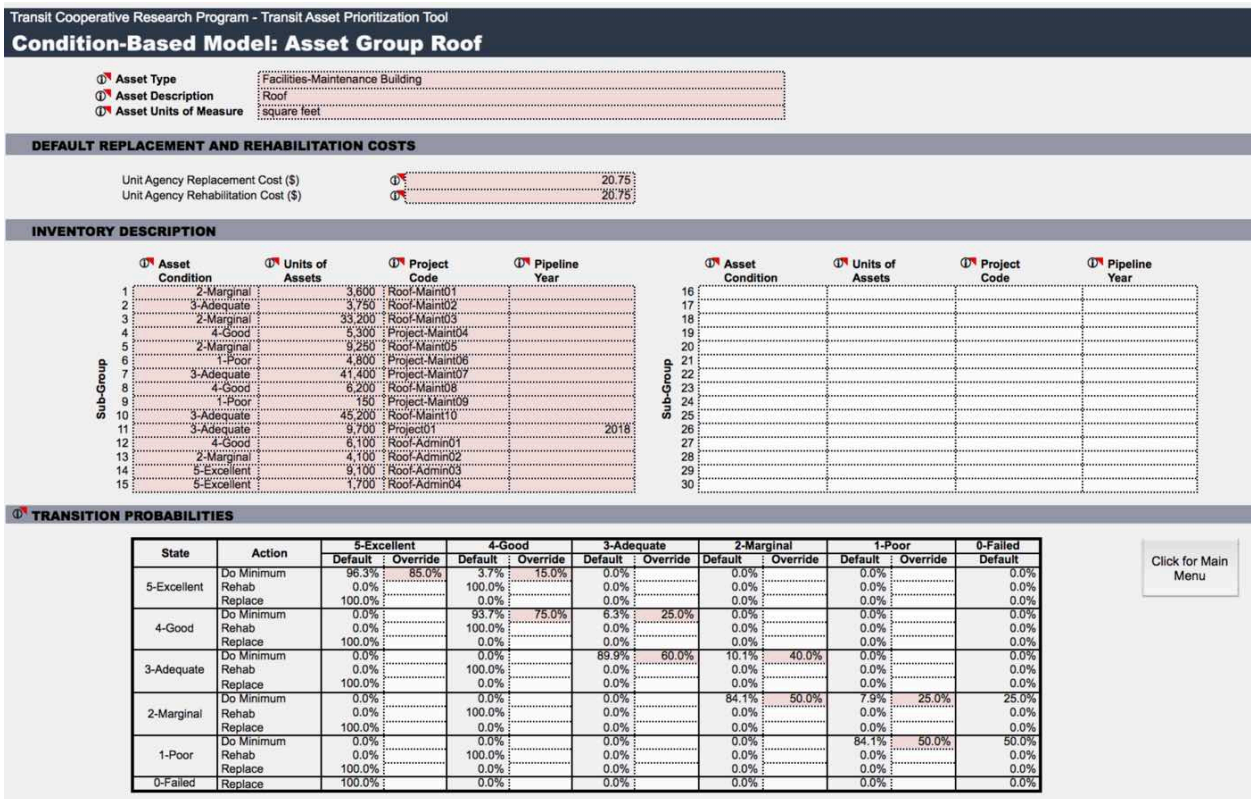 Transit Cooperative Research Program - Transit Asset Prioritization Tool
Condition-Based Model: Asset Group Roof
Asset Type Facilities-Maintenance Building
Asset Description Roof
Asset Units of Measure square feet
DEFAULT REPLACEMENT AND REHABILITATION COSTS
Unit Agency Replacement Cost ($) 20.75
Unit Agency Rehabilitation Cost ($) 20.75
INVENTORY DESCRIPTION
Asset Units of Project Pipeline Asset Units of Project Pipeline
Condition Assets Code Year Condition Assets Code Year
1 2-Marginal 3,600 Roof-Maint01 16
2 3-Adequate 3,750 Roof-Maint02 17
3 2-Marginal 33,200 Roof-Maint03 18
4 4-Good 5,300 Project-Maint04 19
5 2-Marginal 9,250 Roof-Maint05 20
6 1-Poor 4,800 Project-Maint06 21
7 3-Adequate 41,400 Project-Maint07 22
8 4-Good 6,200 Roof-Maint08 23
9 1-Poor 150 Project-Maint09 24
10 3-Adequate 45,200 Roof-Maint10 25
11 3-Adequate 9,700 Project01 2018 26
12 4-Good 6,100 Roof-Admin01 27
13 2-Marginal 4,100 Roof-Admin02 28
14 5-Excellent 9,100 Roof-Admin03 29
15 5-Excellent 1,700 Roof-Admin04 30
Sub-Group
Sub-Group
TRANSITION PROBABILITIES
State Action 5-Excellent 4-Good 3-Adequate 2-Marginal 1-Poor 0-Failed
Default Override Default Override Default Override Default Override Default Override Default
5-Excellent
Do Minimum 96.3% 85.0% 3.7% 15.0% 0.0% 0.0% 0.0% 0.0%
Rehab 0.0% 100.0% 0.0% 0.0% 0.0% 0.0%
Replace 100.0% 0.0% 0.0% 0.0% 0.0% 0.0%
4-Good
Do Minimum 0.0% 93.7% 75.0% 6.3% 25.0% 0.0% 0.0% 0.0%
Rehab 0.0% 100.0% 0.0% 0.0% 0.0% 0.0%
Replace 100.0% 0.0% 0.0% 0.0% 0.0% 0.0%
3-Adequate
Do Minimum 0.0% 0.0% 89.9% 60.0% 10.1% 40.0% 0.0% 0.0%
Rehab 0.0% 100.0% 0.0% 0.0% 0.0% 0.0%
Replace 100.0% 0.0% 0.0% 0.0% 0.0% 0.0%
2-Marginal
Do Minimum 0.0% 0.0% 0.0% 84.1% 50.0% 7.9% 25.0% 25.0%
Rehab 0.0% 100.0% 0.0% 0.0% 0.0% 0.0%
Replace 100.0% 0.0% 0.0% 0.0% 0.0% 0.0%
1-Poor
Do Minimum 0.0% 0.0% 0.0% 0.0% 84.1% 50.0% 50.0%
Rehab 0.0% 100.0% 0.0% 0.0% 0.0% 0.0%
Replace 100.0% 0.0% 0.0% 0.0% 0.0% 0.0%
0-Failed Replace 100.0% 0.0% 0.0% 0.0% 0.0% 0.0%
Click for Main
Menu